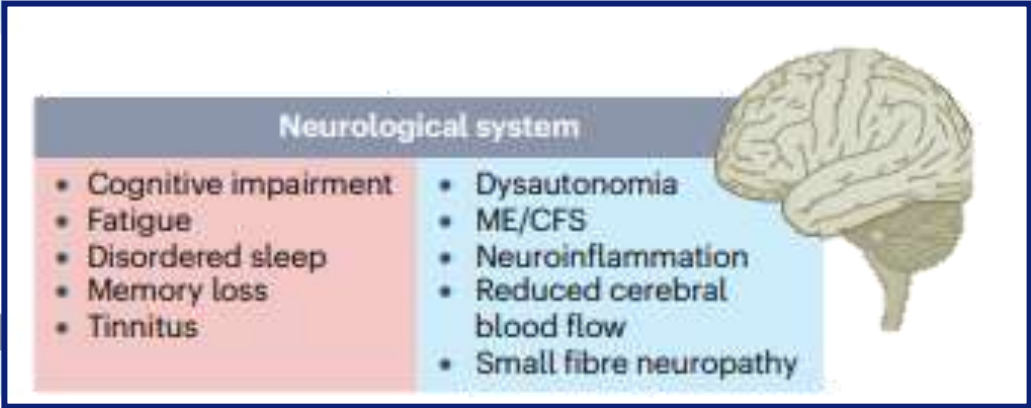 Neurological system
• Cognitive impairment
• Fatigue
• Disordered sleep
• Memory loss
• Tinnitus
• Dysautonomia
• ME/CFS
• Neuroinflammation
• Reduced cerebral
blood flow
• Small fibre neuropathy